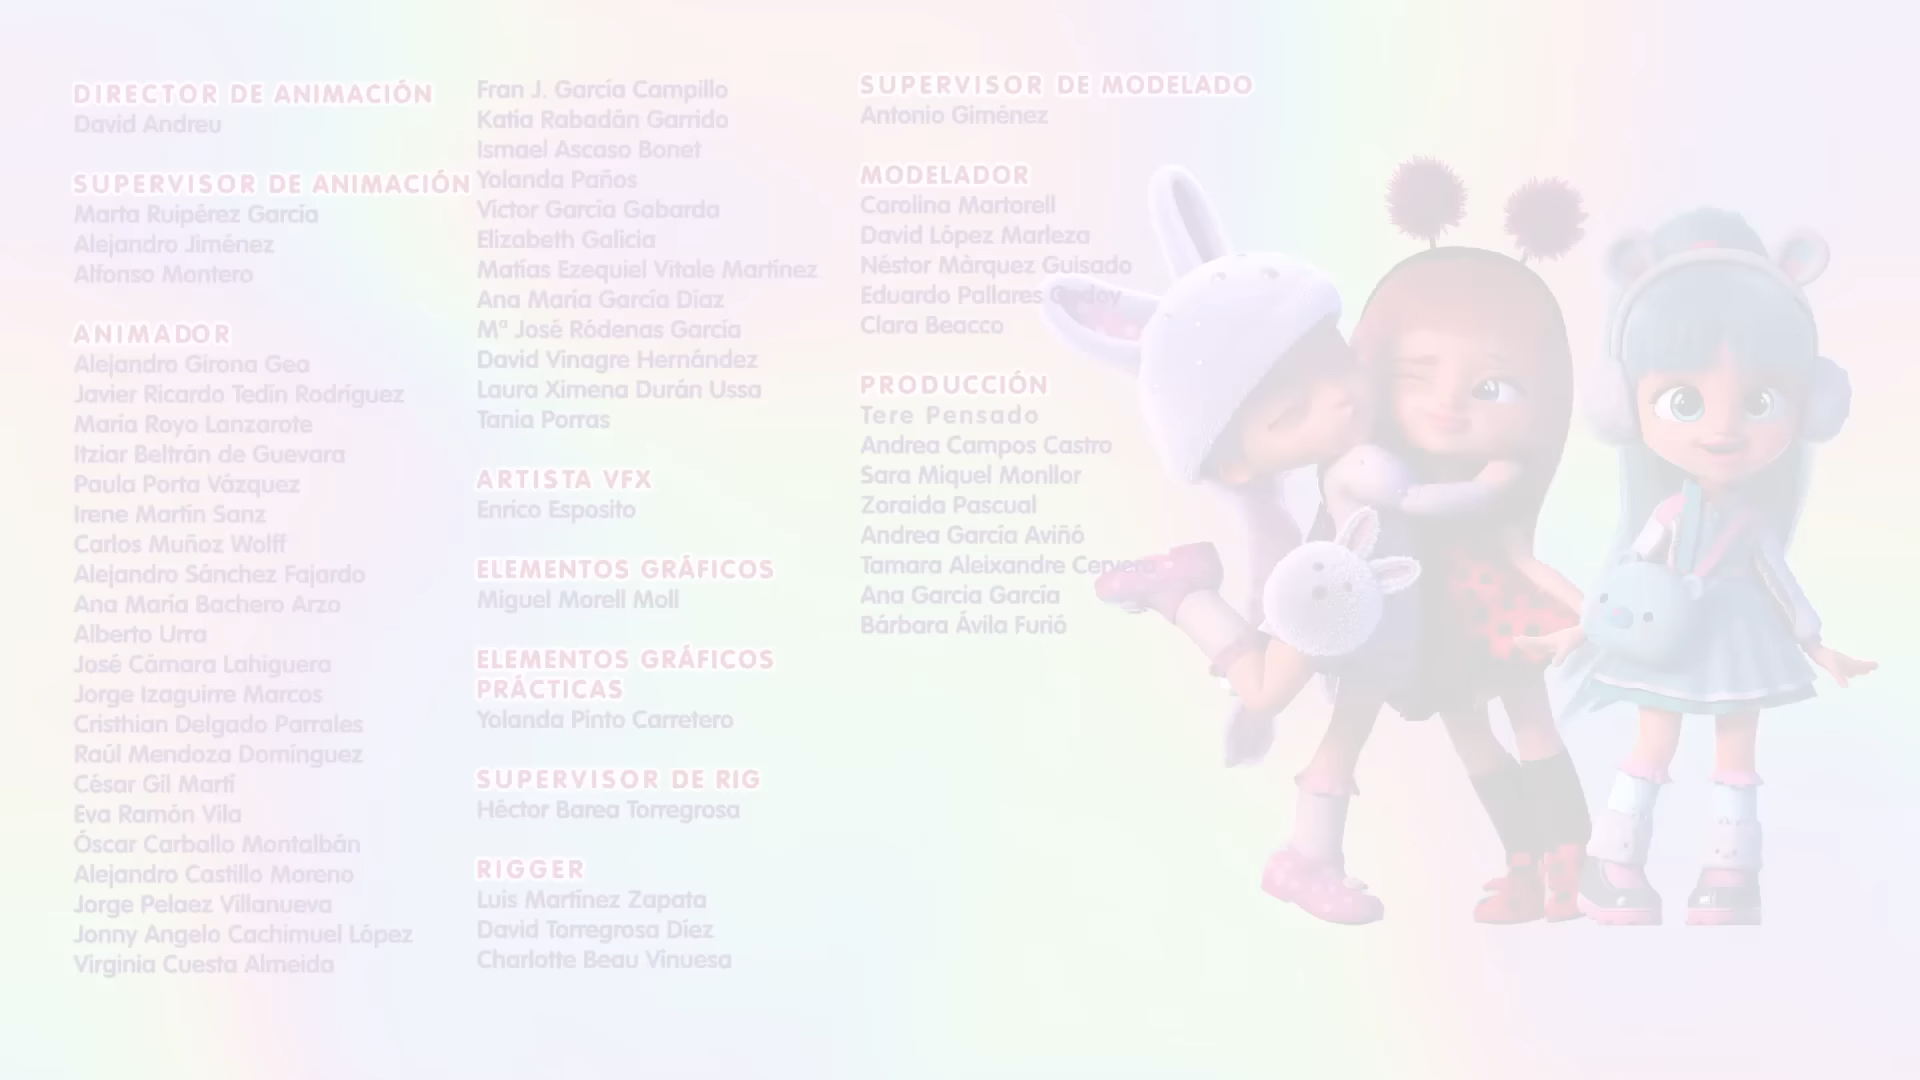 DIRECTOR DE ANIMACIÓN
David Andreu
SUPERVISOR DE ANIMACIÓN
Marta Ruipérez García
Alejandro Jiménez
Alfonso Montero
ANIMADOR
Alejandro Girona Gea
Javier Ricardo Tedín Rodríguez
María Royo Lanzarote
Itziar Beltrán de Guevara
Paula Porta Vázquez
Irene Martín Sanz
Carlos Muñoz Wolff
Alejandro Sánchez Fajardo
Ana María Bachero Arzo
Alberto Urra
José Cámara Lahiguera
Jorge Izaguirre Marcos
Cristhian Delgado Parrales
Raúl Mendoza Domínguez
César Gil Martí
Eva Ramón Vila
Óscar Carballo Montalbán
Alejandro Castillo Moreno
Jorge Pelaez Villanueva
Jonny Angelo Cachimuel López
Virginia Cuesta Almeida
Fran J. García Campillo
Katia Rabadán Garrido
Ismael Ascaso Bonet
Yolanda Paños
Víctor García Gabarda
Elizabeth Galicia
Matías Ezequiel Vitale Martínez
Ana María García Díaz
Mª José Ródenas García
David Vinagre Hernández
Laura Ximena Durán Ussa
Tania Porras
ARTISTA VFX
Enrico Esposito
ELEMENTOS GRÁFICOS
Miguel Morell Moll
ELEMENTOS GRÁFICOS
PRÁCTICAS
Yolanda Pinto Carretero
SUPERVISOR DE RIG
Héctor Barea Torregrosa
RIGGER
Luis Martínez Zapata
David Torregrosa Díez
Charlotte Beau Vinuesa
SUPERVISOR DE MODELADO
Antonio Giménez
MODELADOR
Carolina Martorell
David López Marleza
Néstor Màrquez Guisado
Eduardo Pallares Godoy
Clara Beacco
PRODUCCIÓN
Tere Pensado
Andrea Campos Castro
Sara Miquel Monllor
Zoraida Pascual
Andrea García Aviñó
Tamara Aleixandre Cervera
Ana Garcia García
Bárbara Ávila Furió